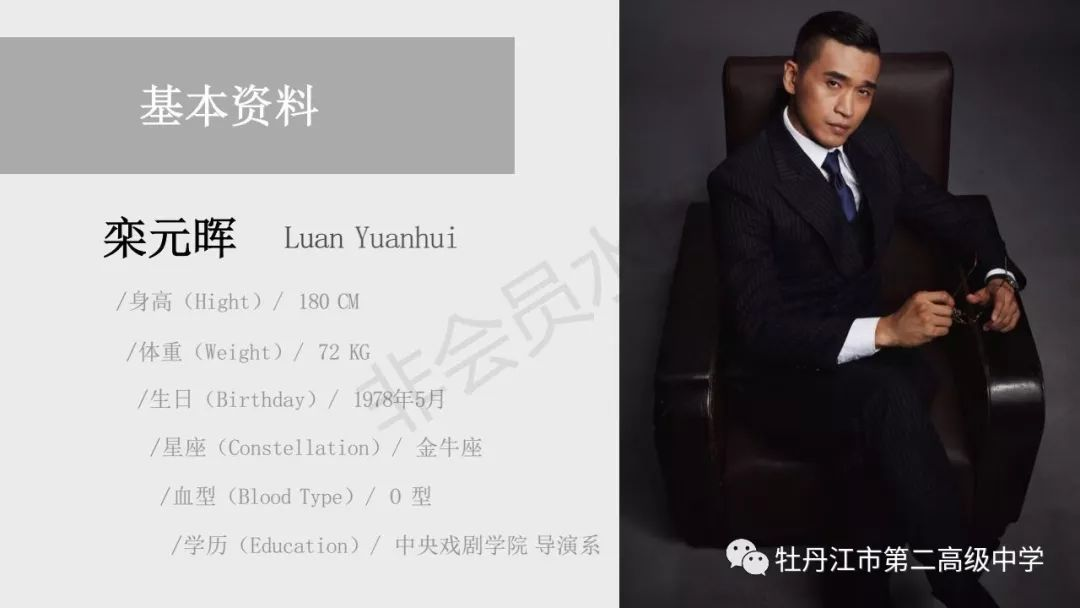 基本资料
栾元晖 Luan Yuanhui
/身高（Hight）/ 180 CM
/体重（Weight）/ 72 KG
/生日（Birthday）/ 1978年5月
/星座（Constellation）/ 金牛座
/血型（Blood Type）/ O 型
/学历（Education）/ 中央戏剧学院 导演系
非会员水
牡丹江市第二高级中学